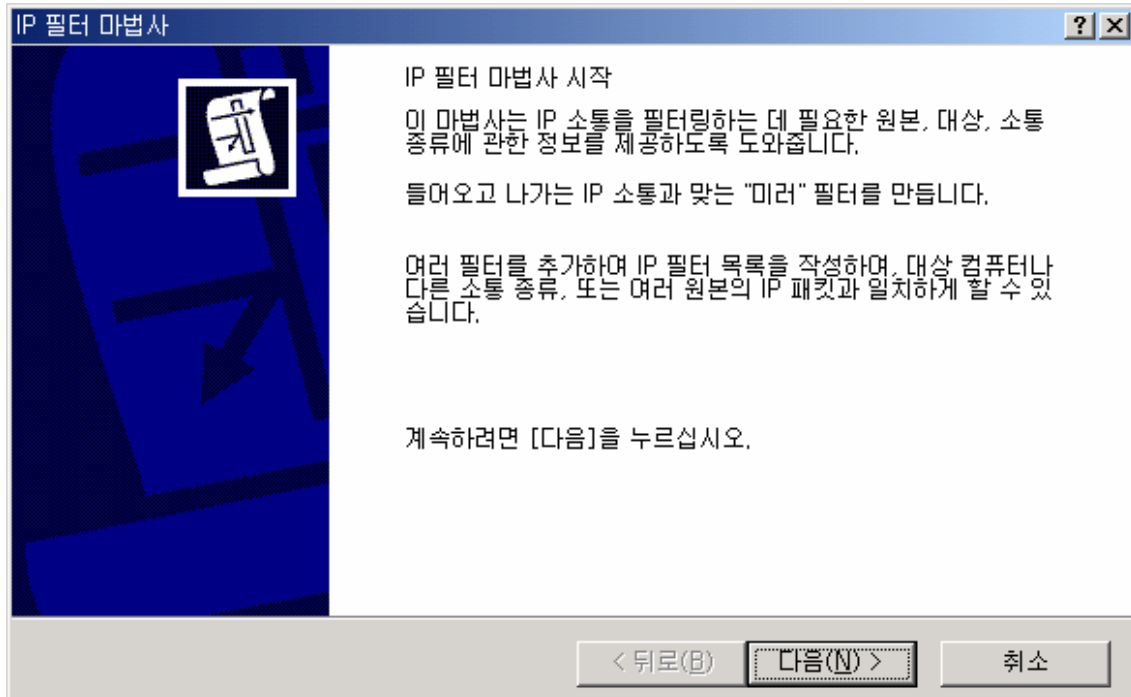 IP 필터 마법사
IP 필터 마법사 시작
이 마법사는 IP 소통을 필터링하는 데 필요한 원본, 대상, 소통
종류에 관한 정보를 제공하도록 도와줍니다.
들어오고 나가는 IP 소통과 맞는 "미러" 필터를 만듭니다.
여러 필터를 추가하여 IP 필터 목록을 작성하여, 대상 컴퓨터나
다른 소통 종류, 또는 여러 원본의 IP 패킷과 일치하게 할 수 있
습니다.
계속하려면 [다음]을 누르십시오.
< 뒤로(B) 다음(N) > 취소